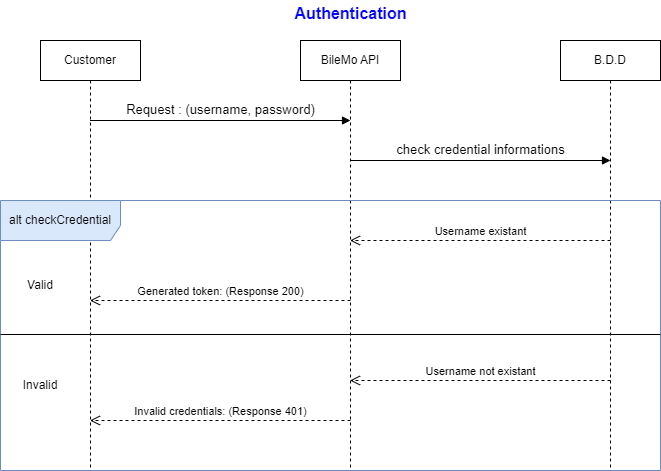 Authentication
Customer
BileMo API
B.D.D
Request : (username, password)
check credential informations
alt checkCredential
Username existant
Valid
Generated token: (Response 200)
Username not existant
Invalid
Invalid credentials: (Response 401)